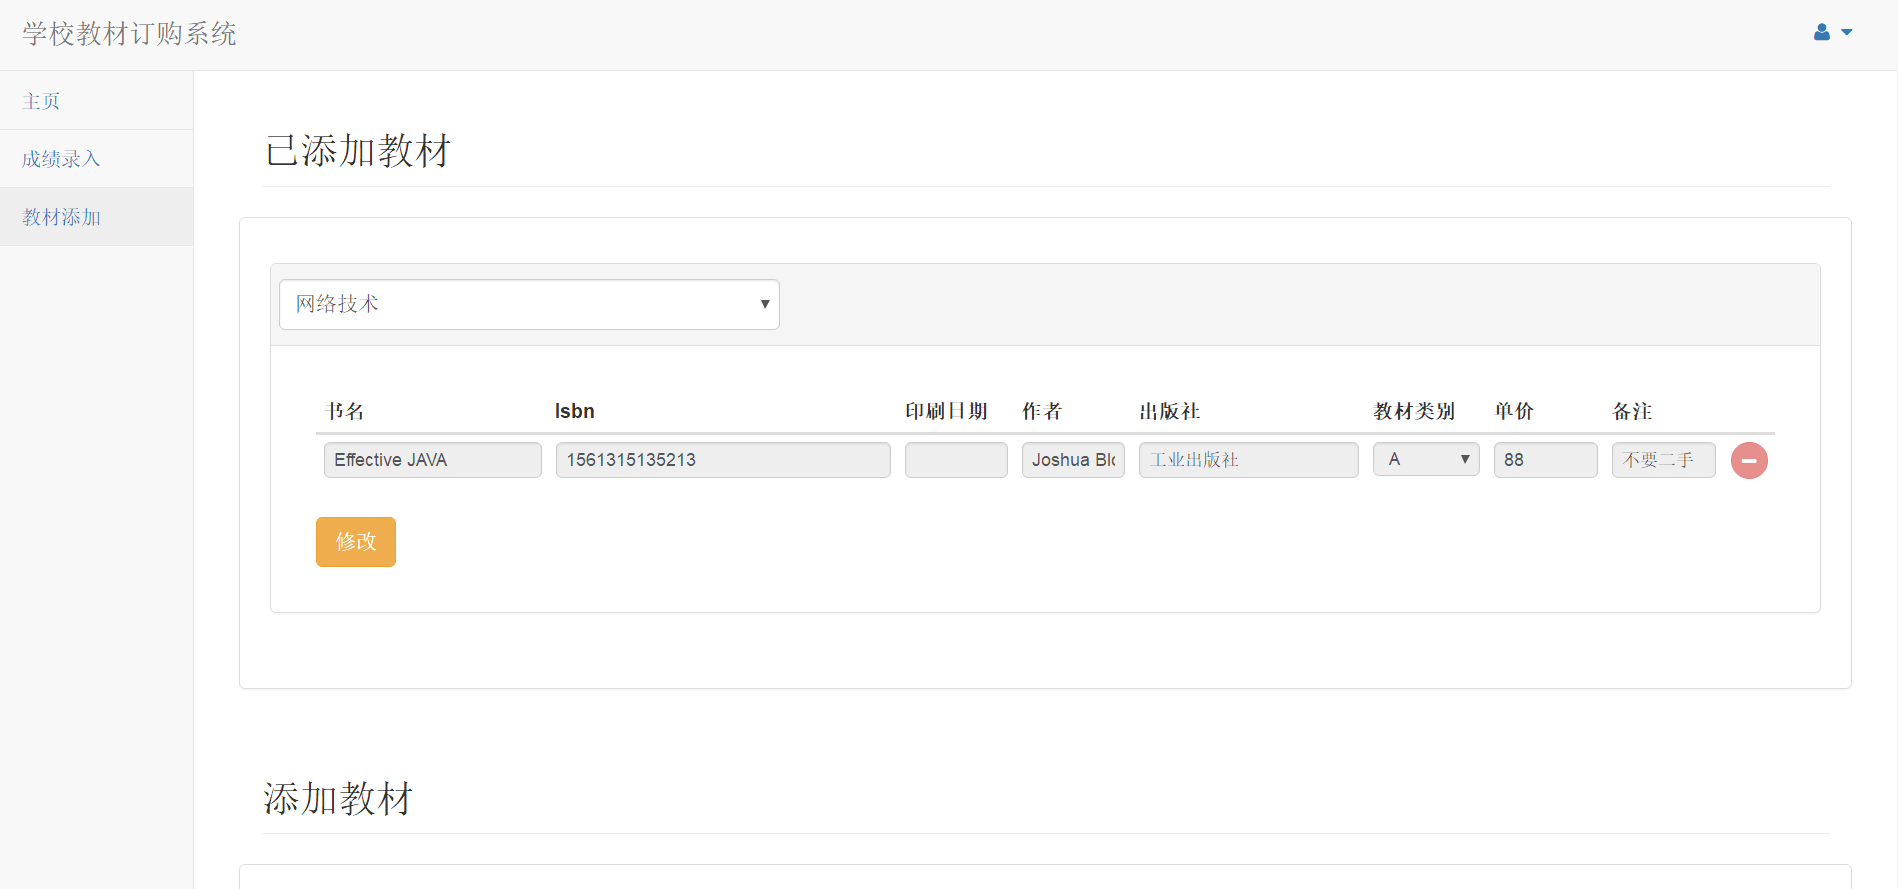 学校教材订购系统
主页
成绩录入
教材添加
已添加教材
网络技术
书名 Isbn 印刷日期 作者 出版社 教材类别 单价 备注
Effective JAVA 1561315135213 Joshua Blo 工业出版社 A 88 不要二手
修改
添加教材